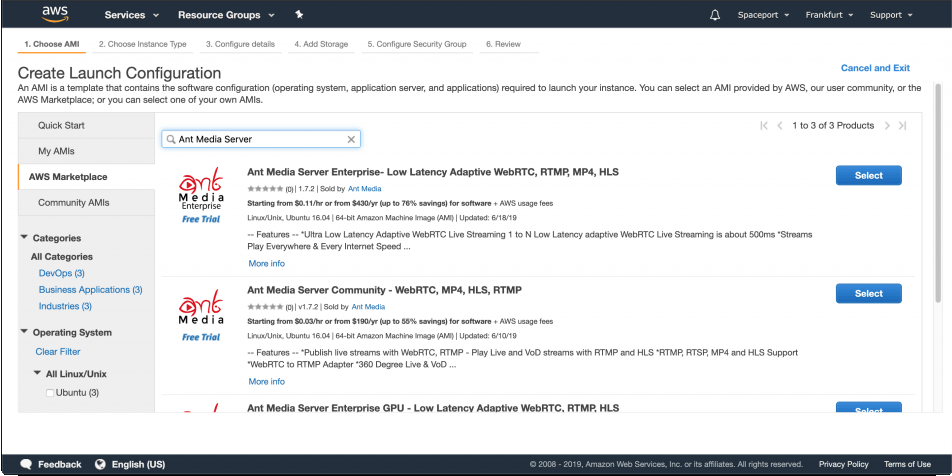 aws Services Resource Groups Spaceport Frankfurt Support
1. Choose AMI 2. Choose Instance Type 3. Configure details 4. Add Storage 5. Configure Security Group 6. Review
Create Launch Configuration Cancel and Exit
An AMI is a template that contains the software configuration (operating system, application server, and applications) required to launch your instance. You can select an AMI provided by AWS, our user community, or the
AWS Marketplace; or you can select one of your own AMIs.
Quick Start
My AMIs
AWS Marketplace
Community AMIs
Categories
All Categories
DevOps (3)
Business Applications (3)
Industries (3)
Operating System
Clear Filter
All Linux/Unix
Ubuntu (3)
Ant Media Server
1 to 3 of 3 Products
ant
Media
Enterprise
Free Trial
Ant Media Server Enterprise- Low Latency Adaptive WebRTC, RTMP, MP4, HLS
(0) | 1.7.2 | Sold by Ant Media
Starting from $0.11/hr or from $430/yr (up to 76% savings) for software + AWS usage fees
Linux/Unix, Ubuntu 16.04 | 64-bit Amazon Machine Image (AMI) | Updated: 6/18/19
-- Features -- *Ultra Low Latency Adaptive WebRTC Live Streaming 1 to N Low Latency adaptive WebRTC Live Streaming is about 500ms *Streams
Play Everywhere & Every Internet Speed ...
More info
Select
ant
Media
Free Trial
Ant Media Server Community - WebRTC, MP4, HLS, RTMP
(0) | v1.7.2 | Sold by Ant Media
Starting from $0.03/hr or from $190/yr (up to 55% savings) for software + AWS usage fees
Linux/Unix, Ubuntu 16.04 | 64-bit Amazon Machine Image (AMI) | Updated: 6/10/19
-- Features -- *Publish live streams with WebRTC, RTMP - Play Live and VoD streams with RTMP and HLS *RTMP, RTSP, MP4 and HLS Support
*WebRTC to RTMP Adapter *360 Degree Live & VoD ...
More info
Select
Ant Media Server Enterprise GPU - Low Latency Adaptive WebRTC, RTMP, HLS
Select
Feedback English (US) © 2008 - 2019, Amazon Web Services, Inc. or its affiliates. All rights reserved. Privacy Policy Terms of Use